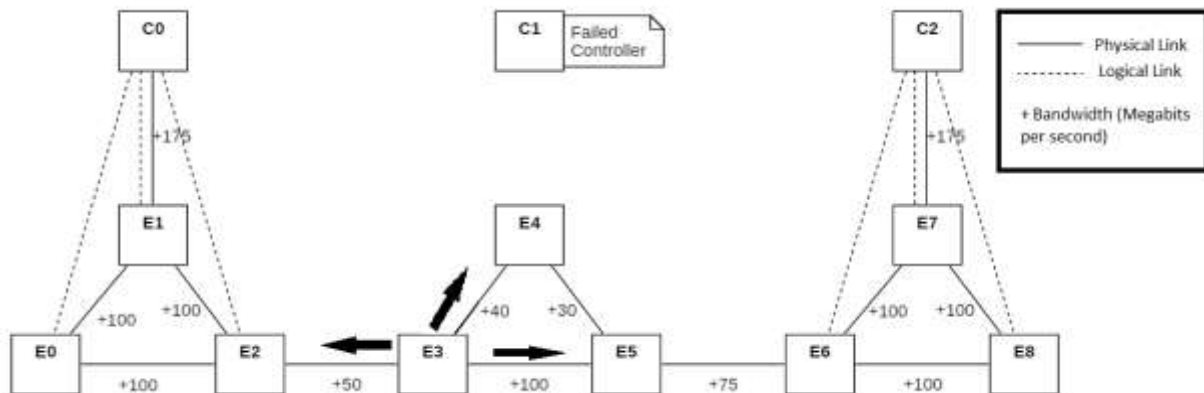 C0
C1
Failed
Controller
C2
Physical Link
Logical Link
+ Bandwidth (Megabits
per second)
+175
+175
E1
E4
E7
+100
+100
+40
+30
+100
+100
E0
E2
E3
E5
E6
E8
+100
+50
+100
+75
+100